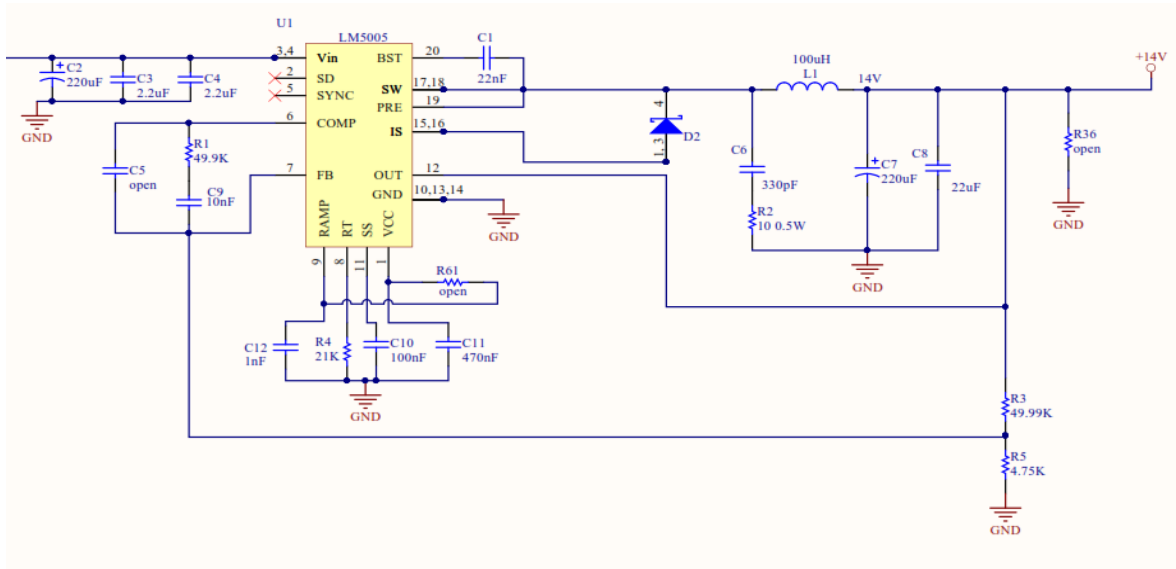 U1
LM5005
3,4
Vin
BST
20
C1
22nF
+14V
100uH
L1
14V
C2
220uF
C3
2.2uF
C4
2.2uF
2
SD
5
SYNC
SW
17,18
PRE
19
GND
6
COMP
IS
15,16
4
D2
1, 3
R1
49.9K
C5
open
7
FB
OUT
12
C9
10nF
GND
10,13,14
GND
C6
330pF
C7
220uF
C8
22uF
R36
open
R2
10 0.5W
GND
GND
RAMP
RT
SS
VCC
9
8
11
1
R61
open
C12
1nF
R4
21K
C10
100nF
C11
470nF
GND
R3
49.99K
R5
4.75K
GND